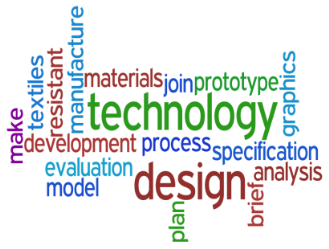 make
textiles
resistant
manufacture
materials join prototype graphics
technology
development process specification
evaluation design analysis
model
plan
brief